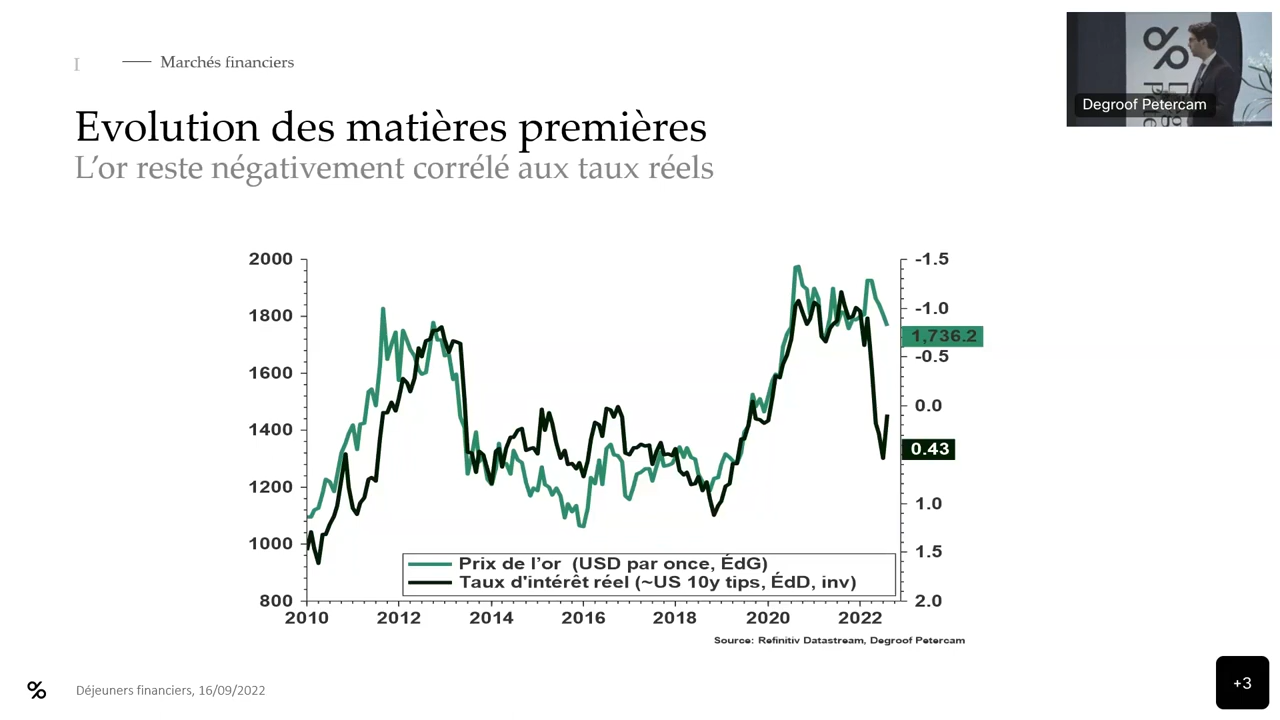 I
Marchés financiers
Evolution des matières premières
L'or reste négativement corrélé aux taux réels
Degroof Petercam
2000
1800
1600
1400
1200
1000
800
-1.5
-1.0
1,736.2
-0.5
0.0
0.43
1.0
1.5
2.0
Prix de l'or (USD par once, ÉdG)
Taux d'intérêt réel (~US 10y tips, ÉdD, inv)
2010 2012 2014 2016 2018 2020 2022
Source: Refinitiv Datastream, Degroof Petercam
Déjeuners financiers, 16/09/2022
+3